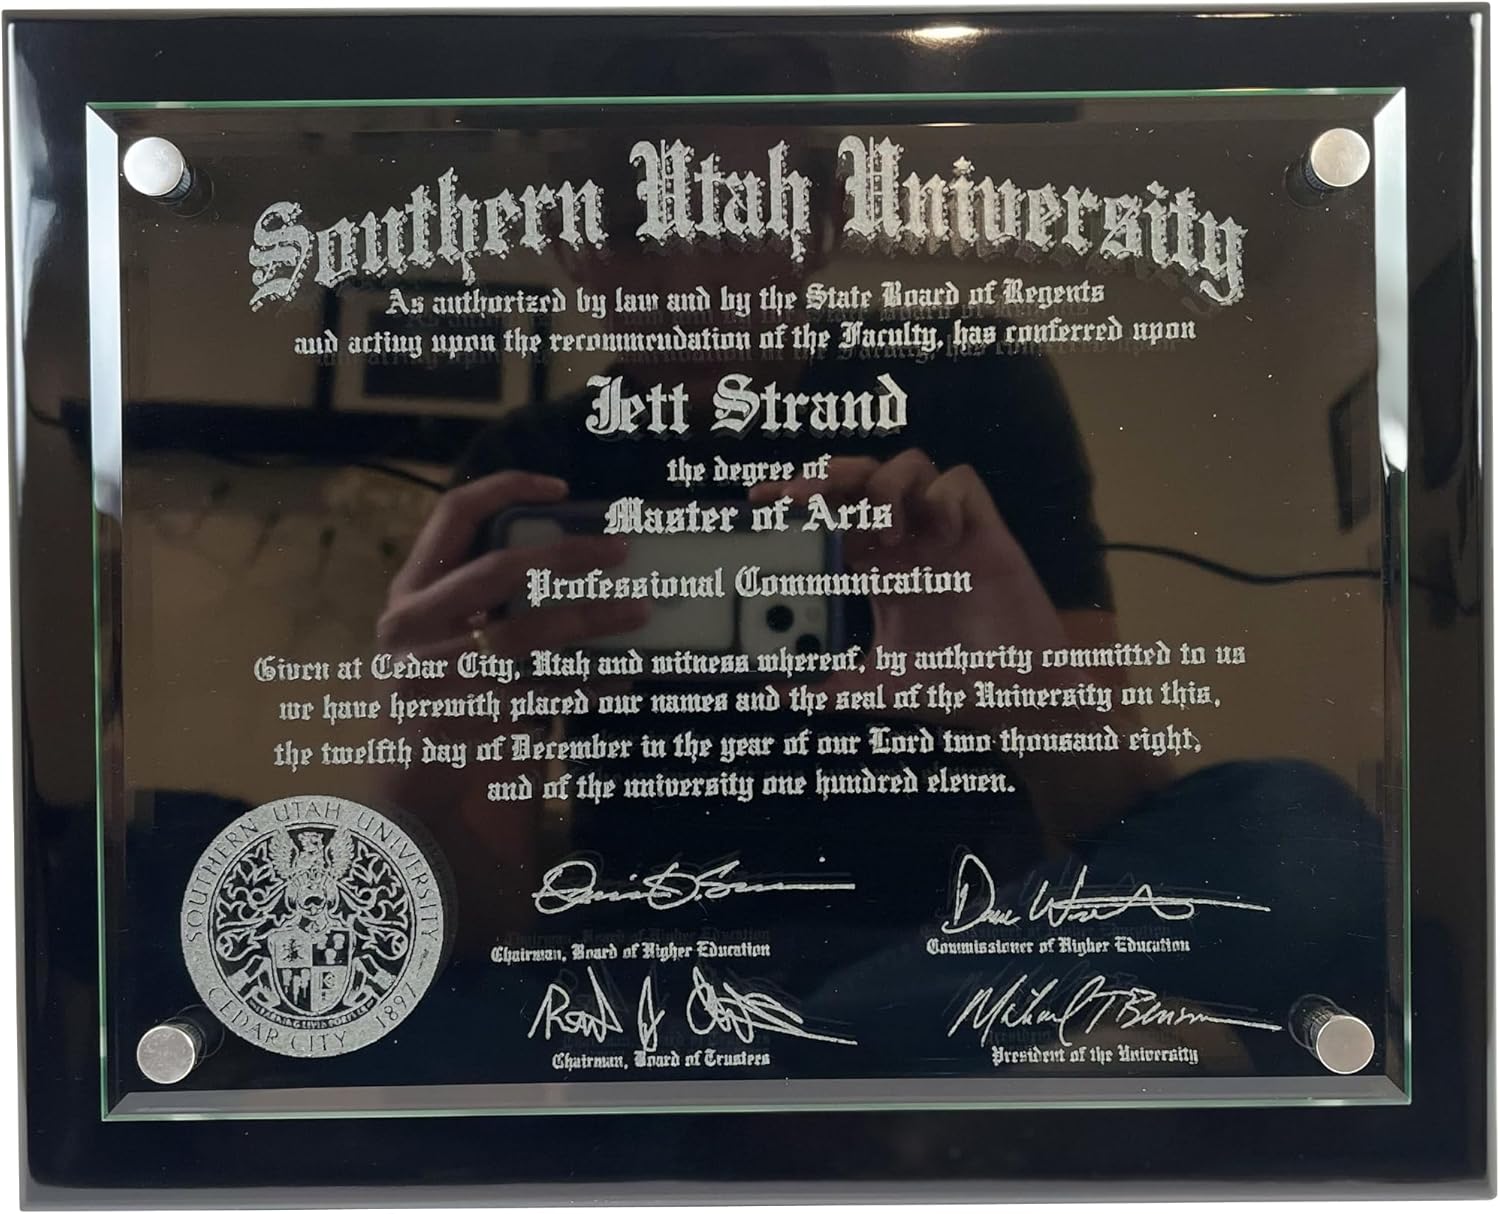 Southern Utah University
As authorized by law and by the State Board of Regents
and acting upon the recommendation of the Faculty, has conferred upon
Jett Strand
the degree of
Master of Arts
Professional Communication
Given at Cedar City, Utah and witness whereof, by authority committed to us
we have herewith placed our names and the seal of the University on this,
the twelfth day of December in the year of our Lord two thousand eight,
and of the university one hundred eleven.
SOUTHERN UTAH UNIVERSITY
CEDAR CITY 1897
Chairman, Board of Higher Education
Commissioner of Higher Education
Michael T Benson
Chairman, Board of Trustees
President of the University